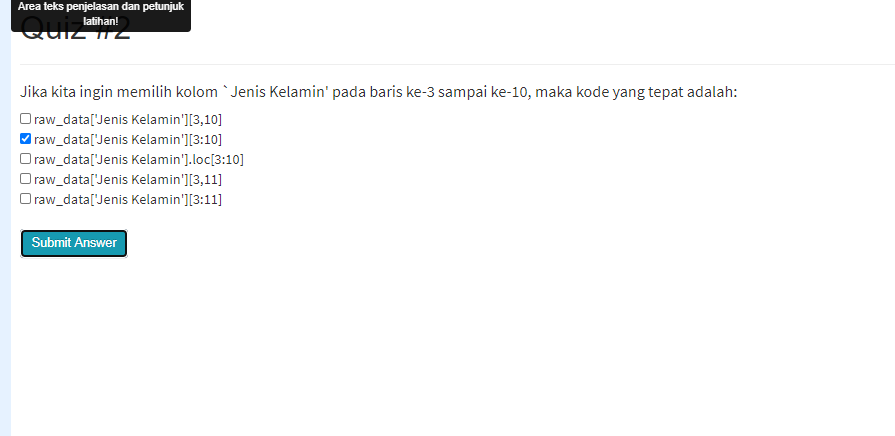 Area teks penjelasan dan petunjuk
latihan!
Quiz #2
Jika kita ingin memilih kolom `Jenis Kelamin' pada baris ke-3 sampai ke-10, maka kode yang tepat adalah:
raw_data['Jenis Kelamin'][3,10]
raw_data['Jenis Kelamin'][3:10]
raw_data['Jenis Kelamin'].loc[3:10]
raw_data['Jenis Kelamin'][3,11]
raw_data['Jenis Kelamin'][3:11]
Submit Answer